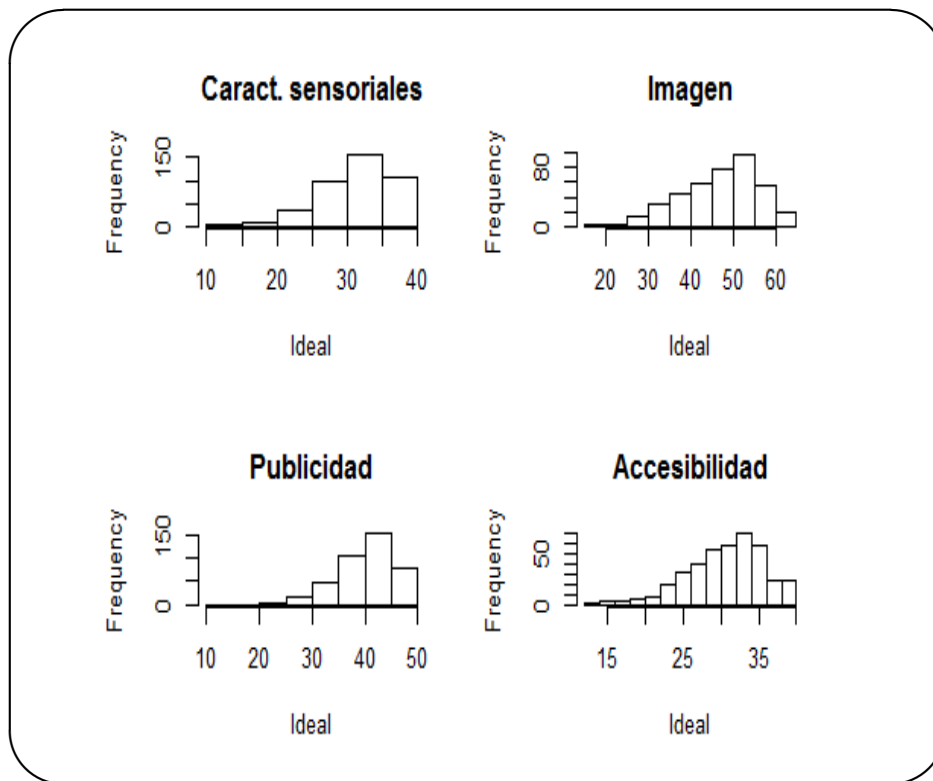 Caract. sensoriales
Frequency
150
0
10 20 30 40
Ideal
Imagen
Frequency
80
0
20 30 40 50 60
Ideal
Publicidad
Frequency
150
0
10 20 30 40 50
Ideal
Accesibilidad
Frequency
50
0
15 25 35
Ideal